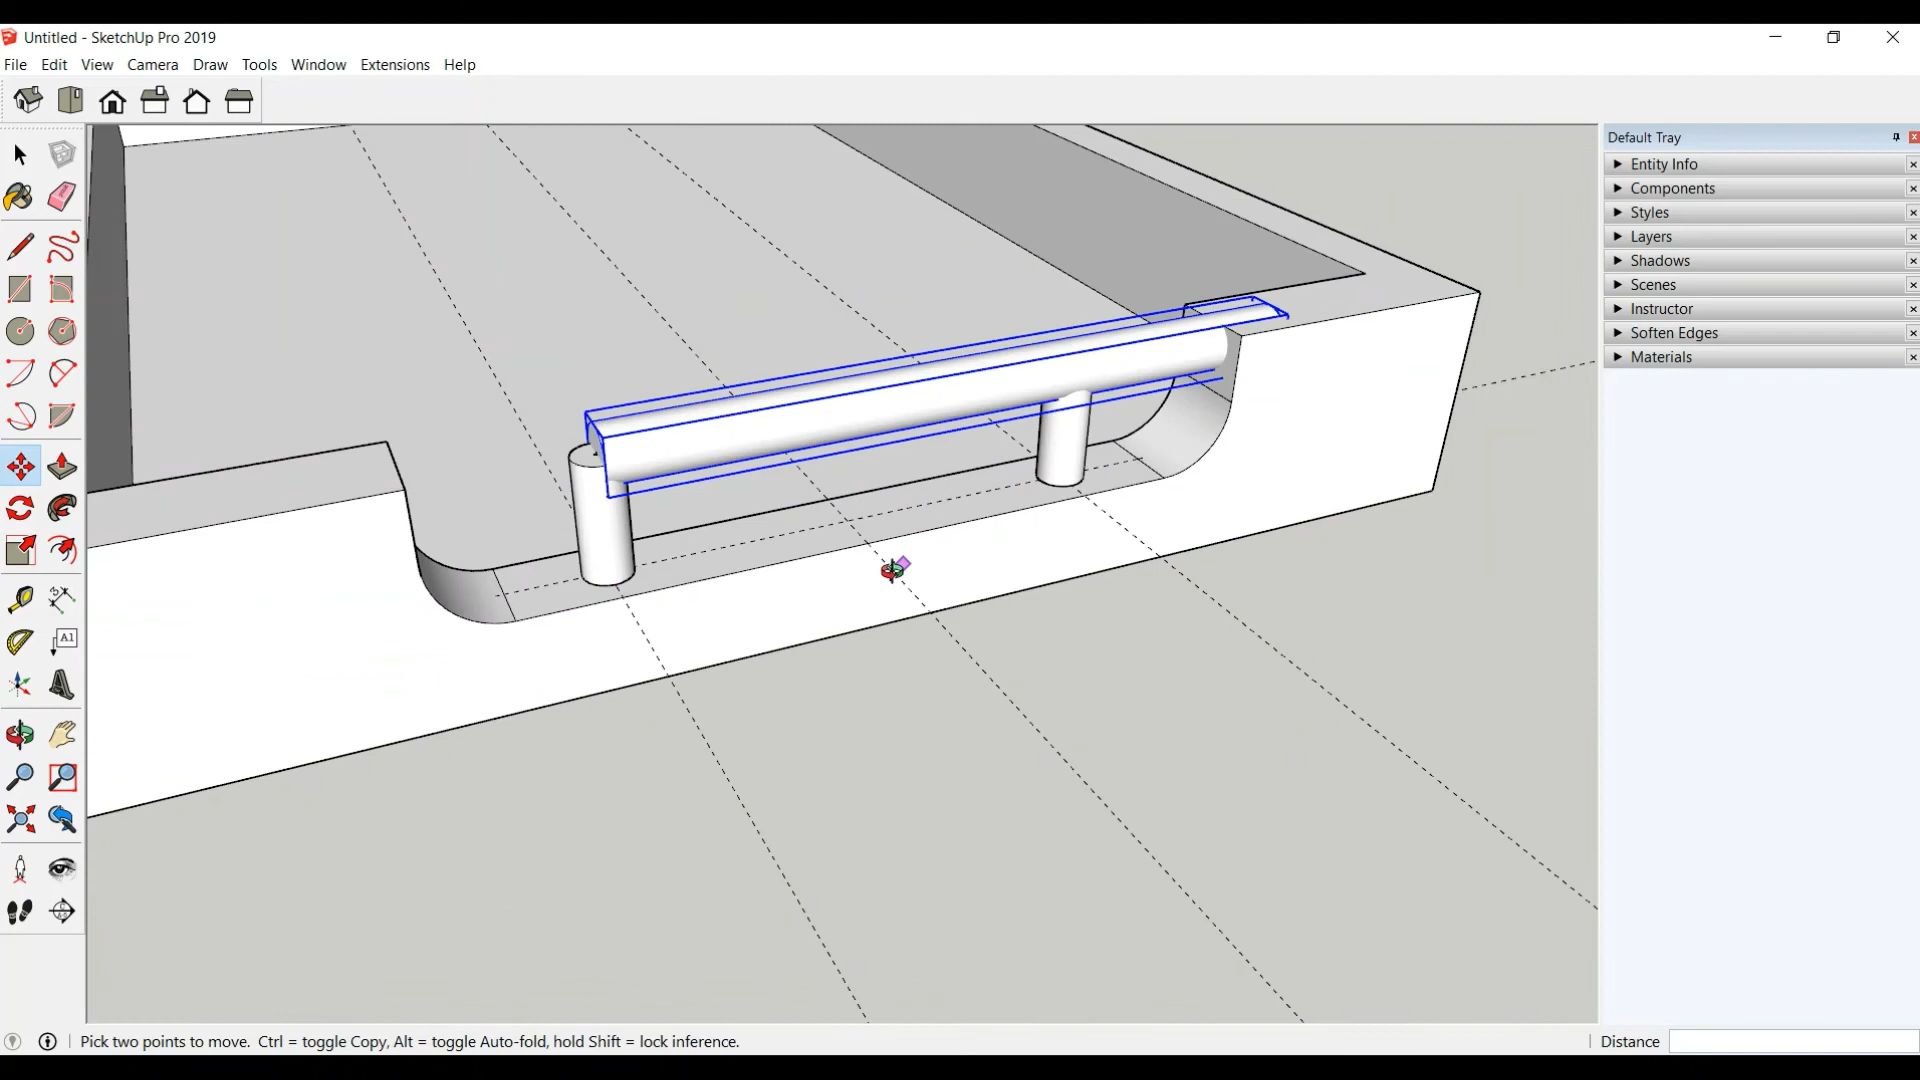 Untitled - SketchUp Pro 2019
File Edit View Camera Draw Tools Window Extensions Help
Default Tray
Entity Info
Components
Styles
Layers
Shadows
Scenes
Instructor
Soften Edges
Materials
A1
Pick two points to move. Ctrl = toggle Copy, Alt = toggle Auto-fold, hold Shift = lock inference.
Distance